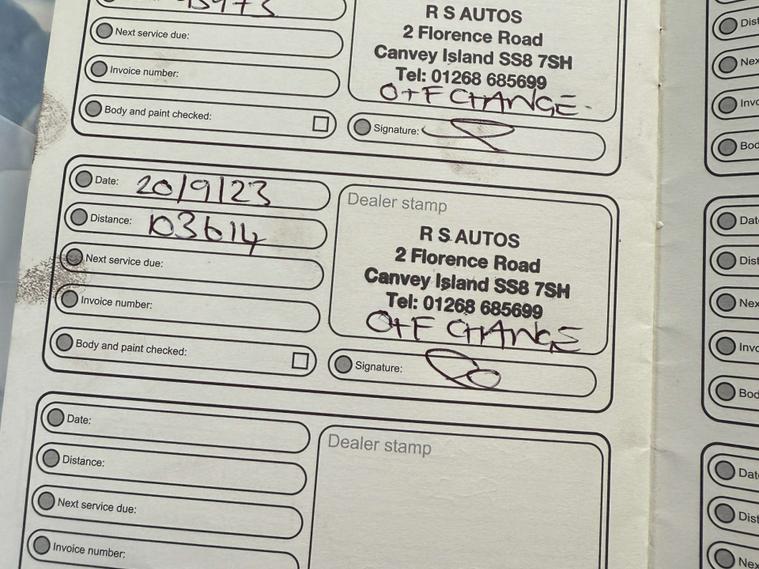 R S AUTOS
2 Florence Road
Next service due:
Canvey Island SS8 7SH
Invoice number:
Tel: 01268 685699
O+F CHANGE.
Body and paint checked:
Signature:
Date: 20/9/23
Dealer stamp
Distance: 103614
R S AUTOS
2 Florence Road
Next service due:
Canvey Island SS8 7SH
Invoice number:
Tel: 01268 685699
O+F CHANGE
Body and paint checked:
Signature:
Date:
Dealer stamp
Distance:
Next service due:
Invoice number: